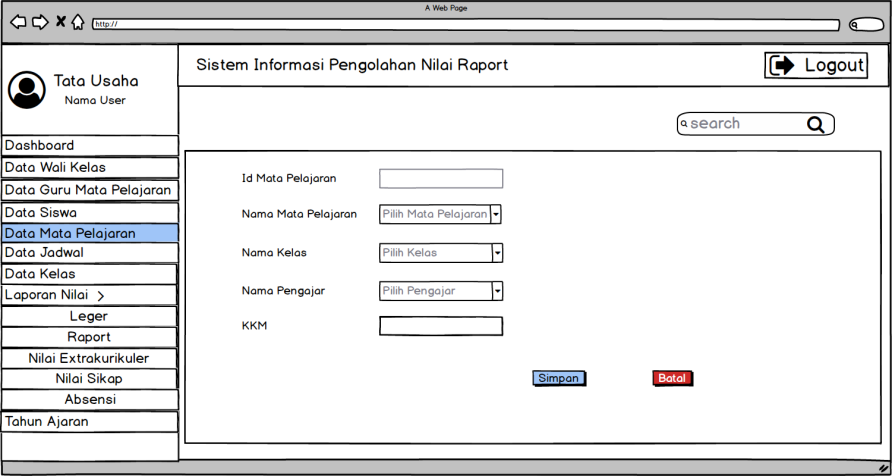 A Web Page
http://
Tata Usaha
Nama User
Sistem Informasi Pengolahan Nilai Raport
Logout
search
Dashboard
Data Wali Kelas
Data Guru Mata Pelajaran
Data Siswa
Data Mata Pelajaran
Data Jadwal
Data Kelas
Laporan Nilai >
Leger
Raport
Nilai Extrakurikuler
Nilai Sikap
Absensi
Tahun Ajaran
Id Mata Pelajaran
Nama Mata Pelajaran Pilih Mata Pelajaran
Nama Kelas Pilih Kelas
Nama Pengajar Pilih Pengajar
KKM
Simpan Batal